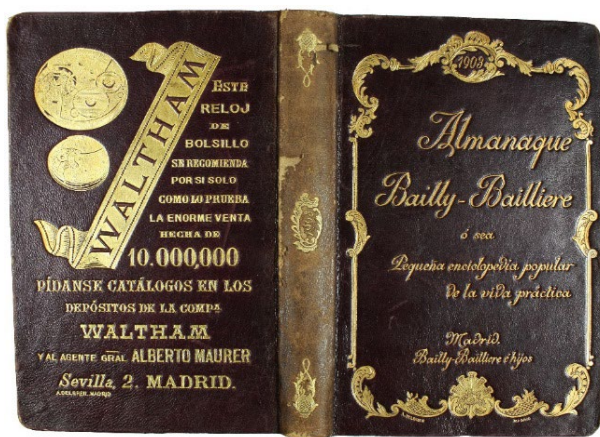 WALTHAM
ESTE
RELOJ
DE
BOLSILLO
SE RECOMIENDA
POR SI SOLO
COMO LO PRUEBA
LA ENORME VENTA
HECHA DE
10.000,000
PÍDANSE CATÁLOGOS EN LOS
DEPÓSITOS DE LA COMPª
WALTHAM
Y AL AGENTE GRAL. ALBERTO MAURER
Sevilla, 2. MADRID.
1903
Almanaque
Bailly-Bailliere
ó sea
Pequeña enciclopedia popular
de la vida práctica
Madrid.
Bailly-Bailliere é hijos